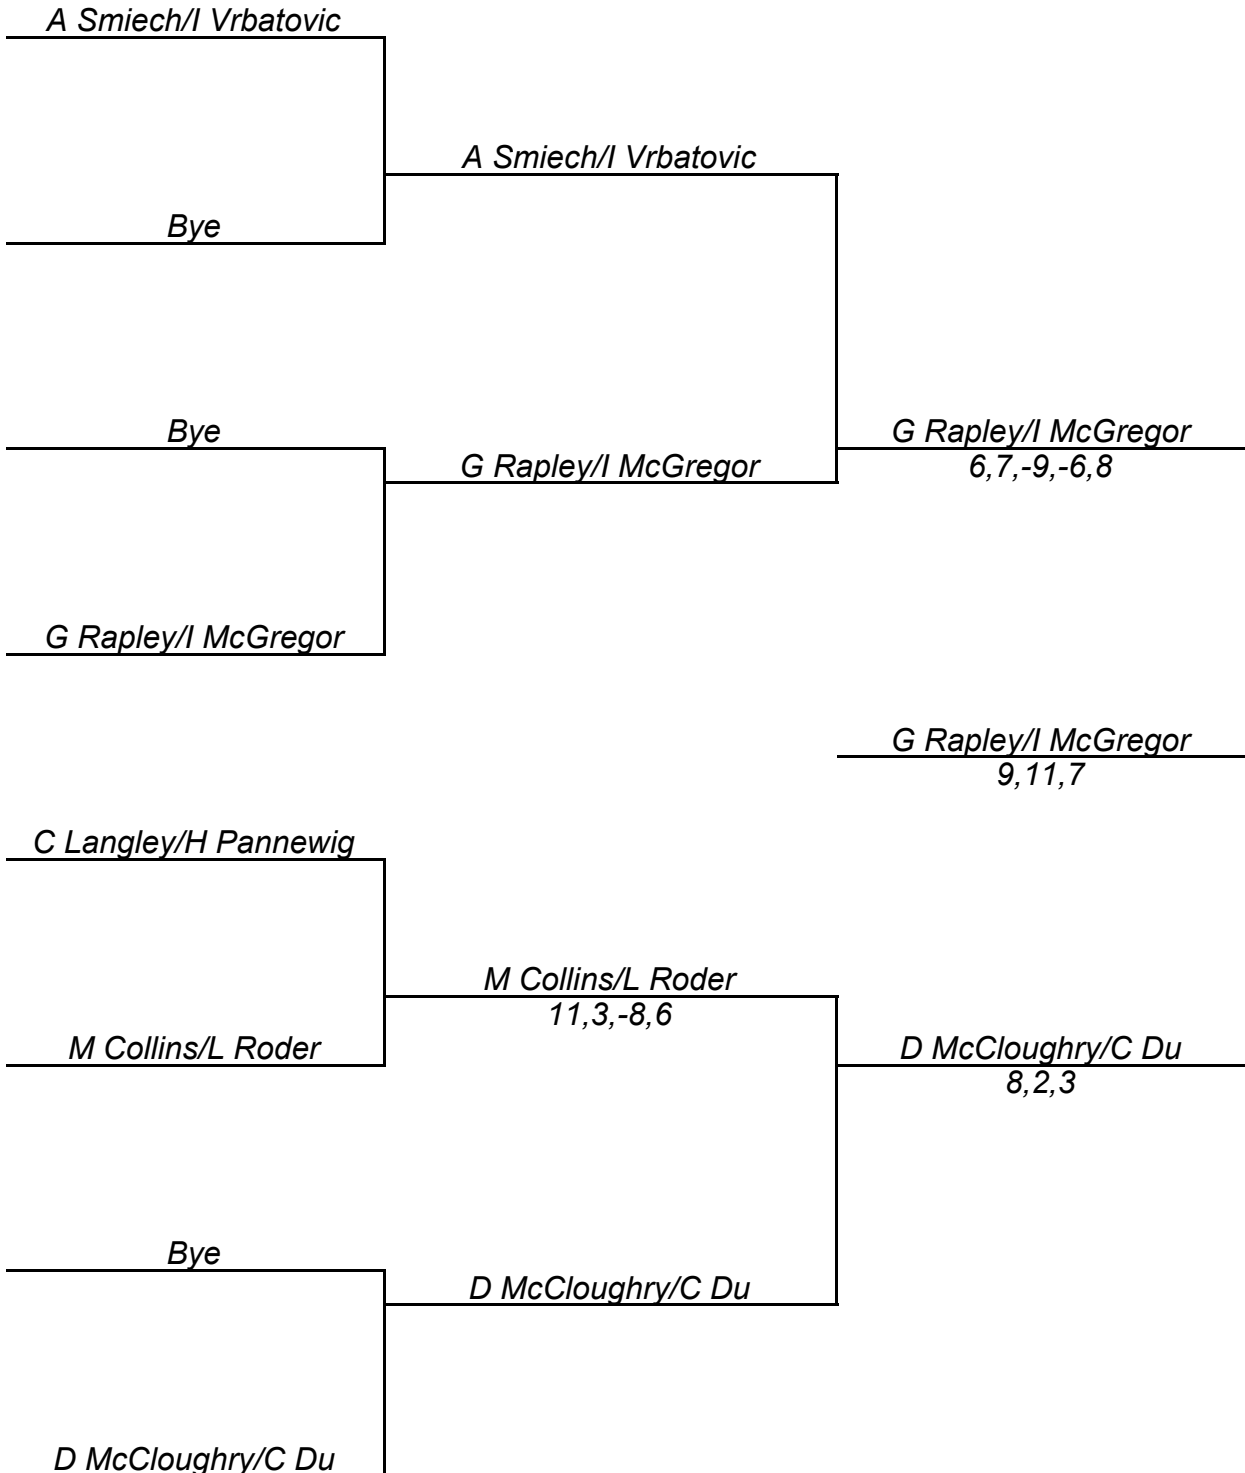 A Smiech/I Vrbatovic
A Smiech/I Vrbatovic
Bye
Bye
G Rapley/I McGregor
G Rapley/I McGregor
6,7,-9,-6,8
G Rapley/I McGregor
G Rapley/I McGregor
9,11,7
C Langley/H Pannewig
M Collins/L Roder
11,3,-8,6
M Collins/L Roder
D McCloughry/C Du
8,2,3
Bye
D McCloughry/C Du
D McCloughry/C Du